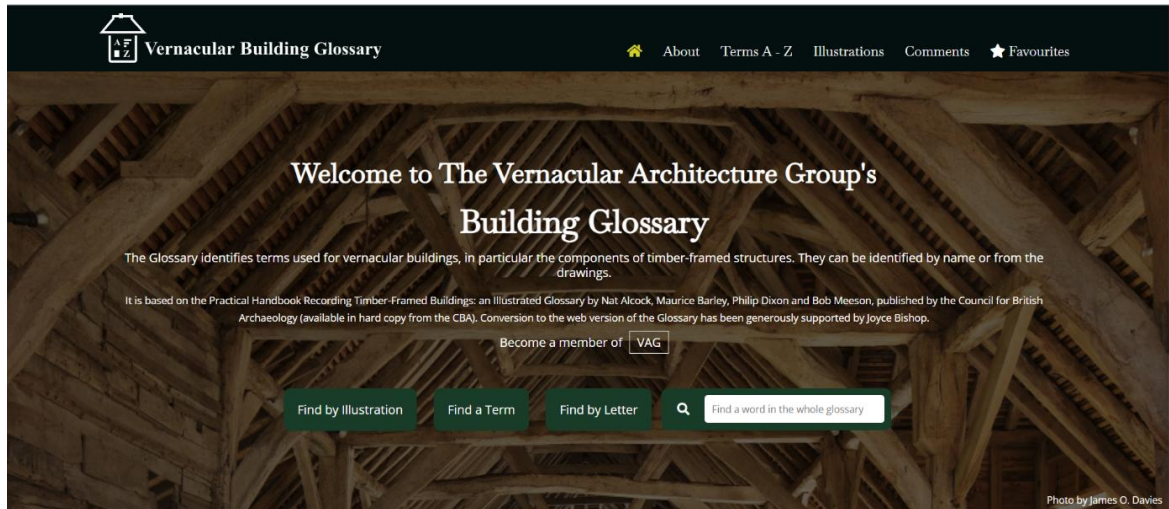 A F
Z
Vernacular Building Glossary
About Terms A - Z Illustrations Comments Favourites
Welcome to The Vernacular Architecture Group's
Building Glossary
The Glossary identifies terms used for vernacular buildings, in particular the components of timber-framed structures. They can be identified by name or from the
drawings.
It is based on the Practical Handbook Recording Timber-Framed Buildings: an Illustrated Glossary by Nat Alcock, Maurice Barley, Philip Dixon and Bob Meeson, published by the Council for British
Archaeology (available in hard copy from the CBA). Conversion to the web version of the Glossary has been generously supported by Joyce Bishop.
Become a member of VAG
Find by Illustration Find a Term Find by Letter Find a word in the whole glossary
Photo by James O. Davies